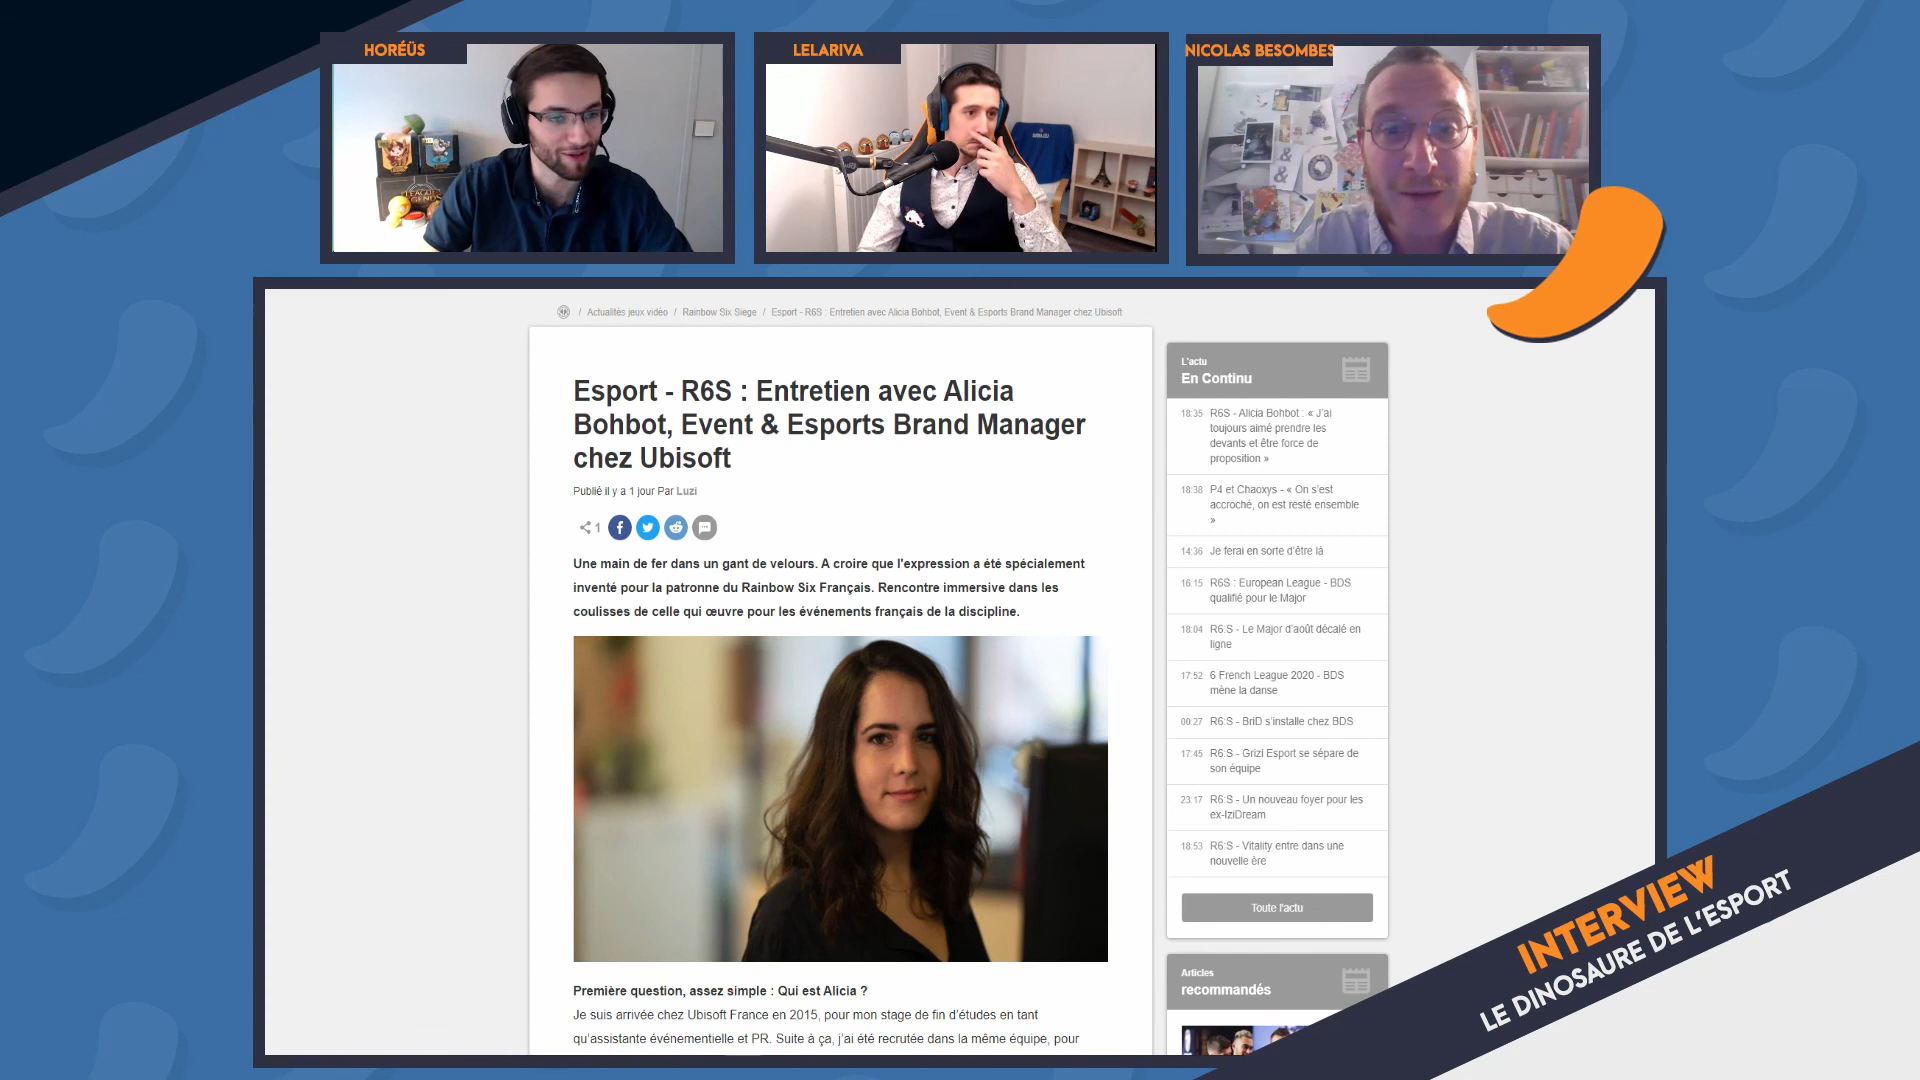 HORÉÜS
LELARIVA
NICOLAS BESOMBES
/ Actualités jeux vidéo / Rainbow Six Siege / Esport - R6S : Entretien avec Alicia Bohbot, Event & Esports Brand Manager chez Ubisoft
Esport - R6S : Entretien avec Alicia
Bohbot, Event & Esports Brand Manager
chez Ubisoft
Publié il y a 1 jour Par Luzi
1
Une main de fer dans un gant de velours. A croire que l'expression a été spécialement
inventé pour la patronne du Rainbow Six Français. Rencontre immersive dans les
coulisses de celle qui œuvre pour les événements français de la discipline.
Première question, assez simple : Qui est Alicia ?
Je suis arrivée chez Ubisoft France en 2015, pour mon stage de fin d'études en tant
qu'assistante événementielle et PR. Suite à ça, j'ai été recrutée dans la même équipe, pour
L'actu
En Continu
18:35 R6S - Alicia Bohbot : « J'ai
toujours aimé prendre les
devants et être force de
proposition »
18:38 P4 et Chaoxys - « On s'est
accroché, on est resté ensemble
»
14:36 Je ferai en sorte d'être là
16:15 R6S : European League - BDS
qualifié pour le Major
18:04 R6:S - Le Major d'août décalé en
ligne
17:52 6 French League 2020 - BDS
mène la danse
00:27 R6:S - BriD s'installe chez BDS
17:45 R6:S - Grizi Esport se sépare de
son équipe
23:17 R6:S - Un nouveau foyer pour les
ex-IziDream
18:53 R6:S - Vitality entre dans une
nouvelle ère
Toute l'actu
Articles
recommandés
INTERVIEW
LE DINOSAURE DE L'ESPORT
LEAGUE
LEGENDS
&
&